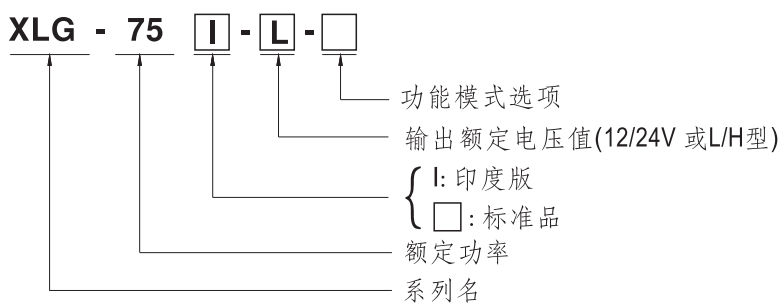 XLG - 75 I - L - □
功能模式选项
输出额定电压值(12/24V 或L/H型)
I: 印度版
□: 标准品
额定功率
系列名